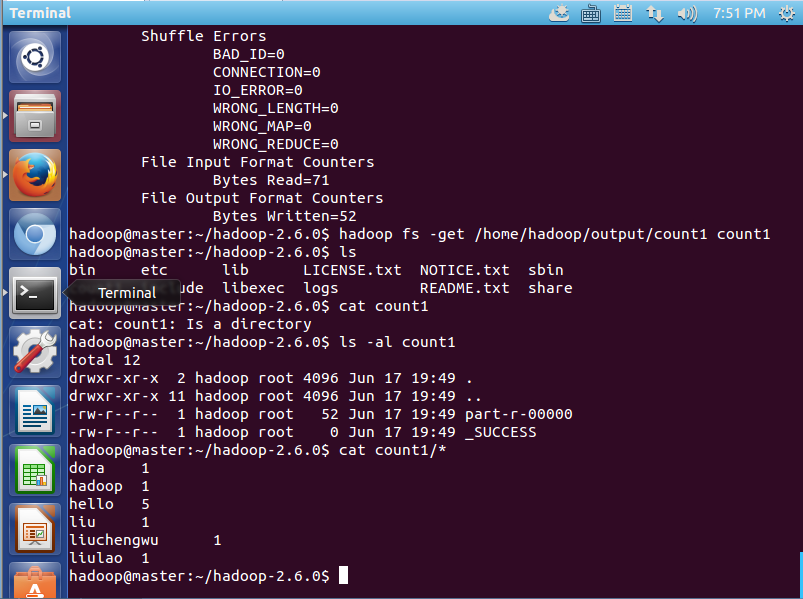 Terminal 7:51 PM
Shuffle Errors
BAD_ID=0
CONNECTION=0
IO_ERROR=0
WRONG_LENGTH=0
WRONG_MAP=0
WRONG_REDUCE=0
File Input Format Counters
Bytes Read=71
File Output Format Counters
Bytes Written=52
hadoop@master:~/hadoop-2.6.0$ hadoop fs -get /home/hadoop/output/count1 count1
hadoop@master:~/hadoop-2.6.0$ ls
bin etc lib LICENSE.txt NOTICE.txt sbin
libexec logs README.txt share
Terminal
hadoop@master:~/hadoop-2.6.0$ cat count1
cat: count1: Is a directory
hadoop@master:~/hadoop-2.6.0$ ls -al count1
total 12
drwxr-xr-x 2 hadoop root 4096 Jun 17 19:49 .
drwxr-xr-x 11 hadoop root 4096 Jun 17 19:49 ..
-rw-r--r-- 1 hadoop root 52 Jun 17 19:49 part-r-00000
-rw-r--r-- 1 hadoop root 0 Jun 17 19:49 _SUCCESS
hadoop@master:~/hadoop-2.6.0$ cat count1/*
dora 1
hadoop 1
hello 5
liu 1
liuchengwu 1
liulao 1
hadoop@master:~/hadoop-2.6.0$